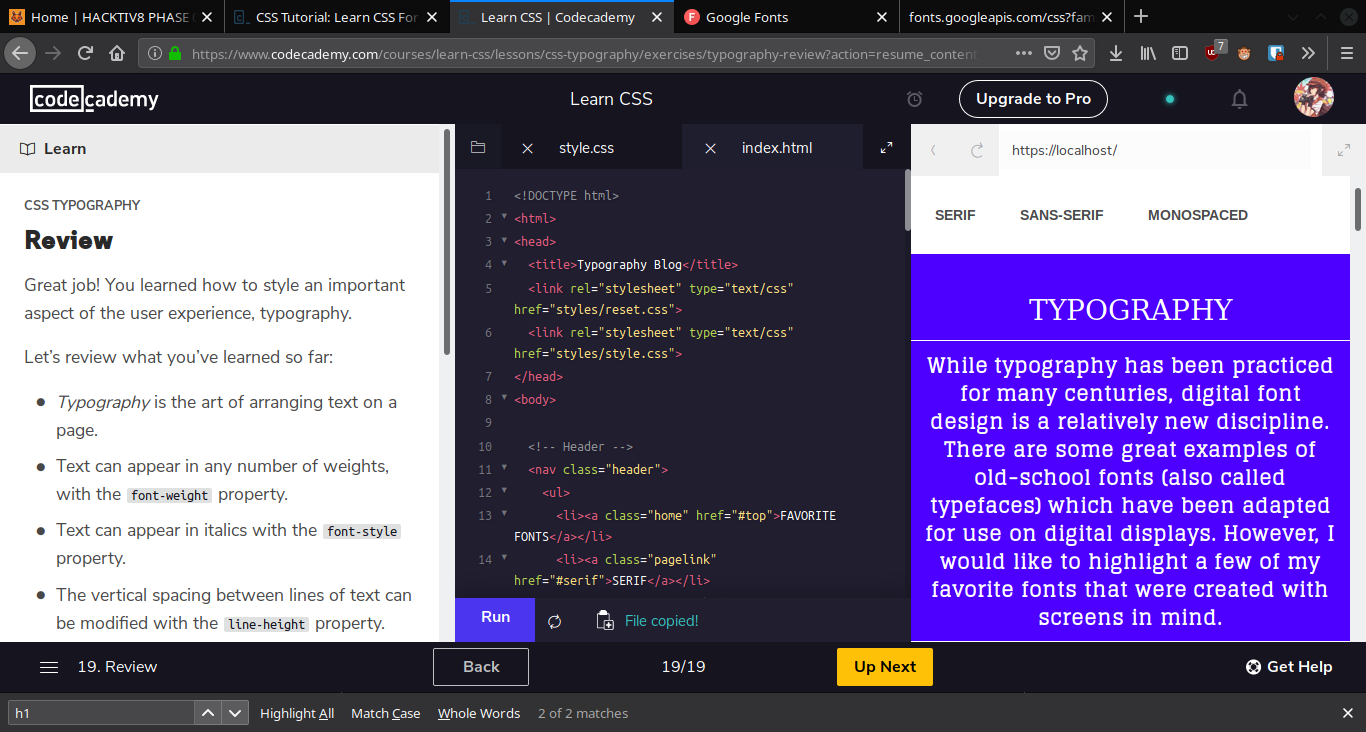 Home | HACKTIV8 PHASE
CSS Tutorial: Learn CSS For
Learn CSS | Codecademy
Google Fonts
fonts.googleapis.com/css?fam
https://www.codecademy.com/courses/learn-css/lessons/css-typography/exercises/typography-review?action=resume_content
7
codecademy
Learn CSS
Upgrade to Pro
Learn
CSS TYPOGRAPHY
Review
Great job! You learned how to style an important
aspect of the user experience, typography.
Let's review what you've learned so far:
Typography is the art of arranging text on a
page.
Text can appear in any number of weights,
with the font-weight property.
Text can appear in italics with the font-style
property.
The vertical spacing between lines of text can
be modified with the line-height property.
style.css
index.html
1 <!DOCTYPE html>
2 <html>
3 <head>
4 <title>Typography Blog</title>
5 <link rel="stylesheet" type="text/css"
href="styles/reset.css">
6 <link rel="stylesheet" type="text/css"
href="styles/style.css">
7 </head>
8 <body>
9
10 <!-- Header -->
11 <nav class="header">
12 <ul>
13 <li><a class="home" href="#top">FAVORITE
FONTS</a></li>
14 <li><a class="pagelink"
href="#serif">SERIF</a></li>
Run
File copied!
https://localhost/
SERIF
SANS-SERIF
MONOSPACED
TYPOGRAPHY
While typography has been practiced
for many centuries, digital font
design is a relatively new discipline.
There are some great examples of
old-school fonts (also called
typefaces) which have been adapted
for use on digital displays. However, I
would like to highlight a few of my
favorite fonts that were created with
screens in mind.
19. Review
Back
19/19
Up Next
Get Help
h1
Highlight All
Match Case
Whole Words
2 of 2 matches